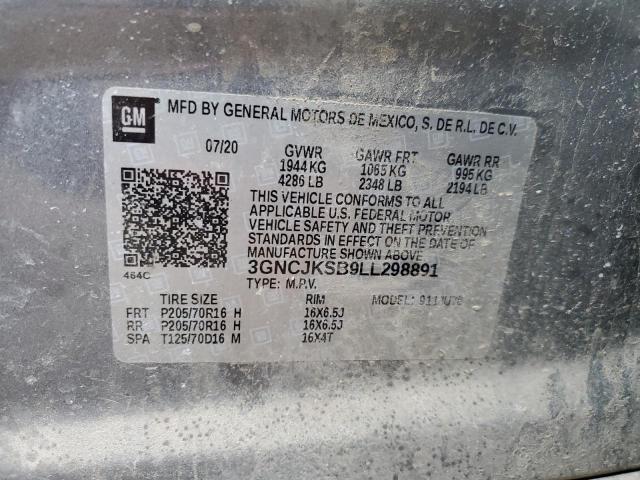 GM
MFD BY GENERAL MOTORS DE MEXICO, S. DE R.L. DE C.V.
07/20 GVWR GAWR FRT GAWR RR
1944 KG 1065 KG 995 KG
4286 LB 2348 LB 2194 LB
THIS VEHICLE CONFORMS TO ALL
APPLICABLE U.S. FEDERAL MOTOR
VEHICLE SAFETY AND THEFT PREVENTION
STANDARDS IN EFFECT ON THE DATE OF
MANUFACTURE SHOWN ABOVE.
464C 3GNCJKSB9LL298891
TYPE: M.P.V. MODEL:
TIRE SIZE RIM
FRT P205/70R16 H 16X6.5J
RR P205/70R16 H 16X6.5J
SPA T125/70D16 M 16X4T